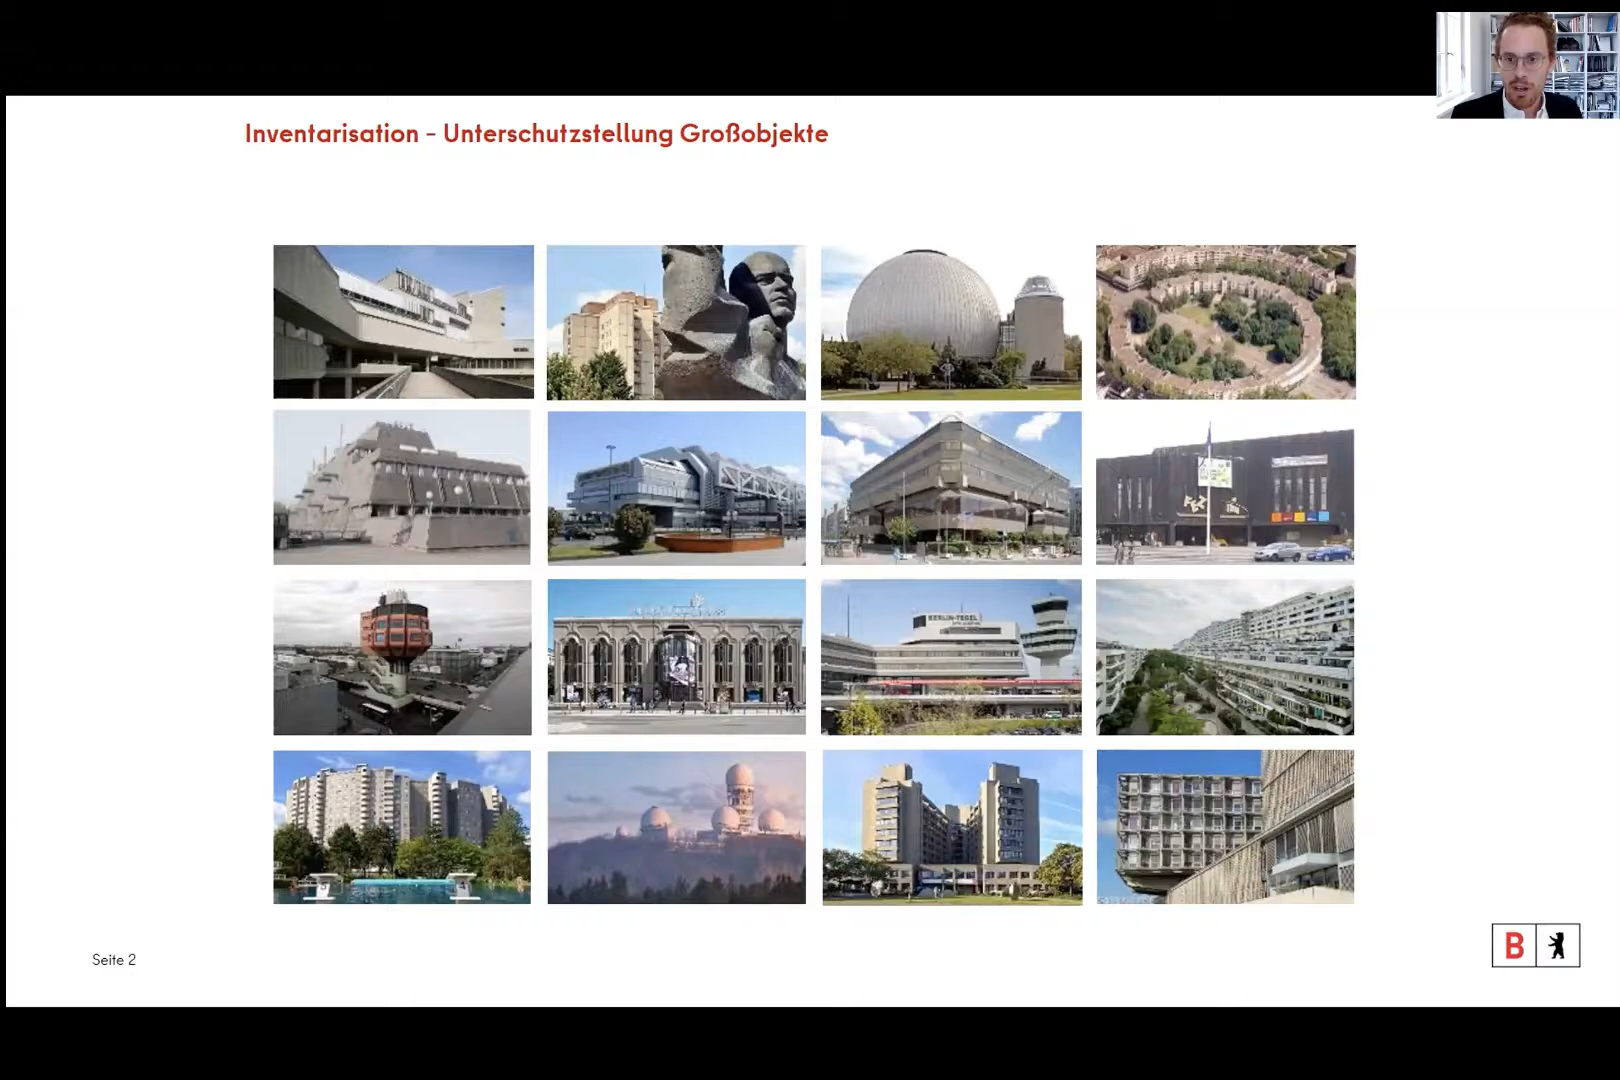 Inventarisation - Unterschutzstellung Großobjekte
BERLIN-TEGEL
Seite 2
B